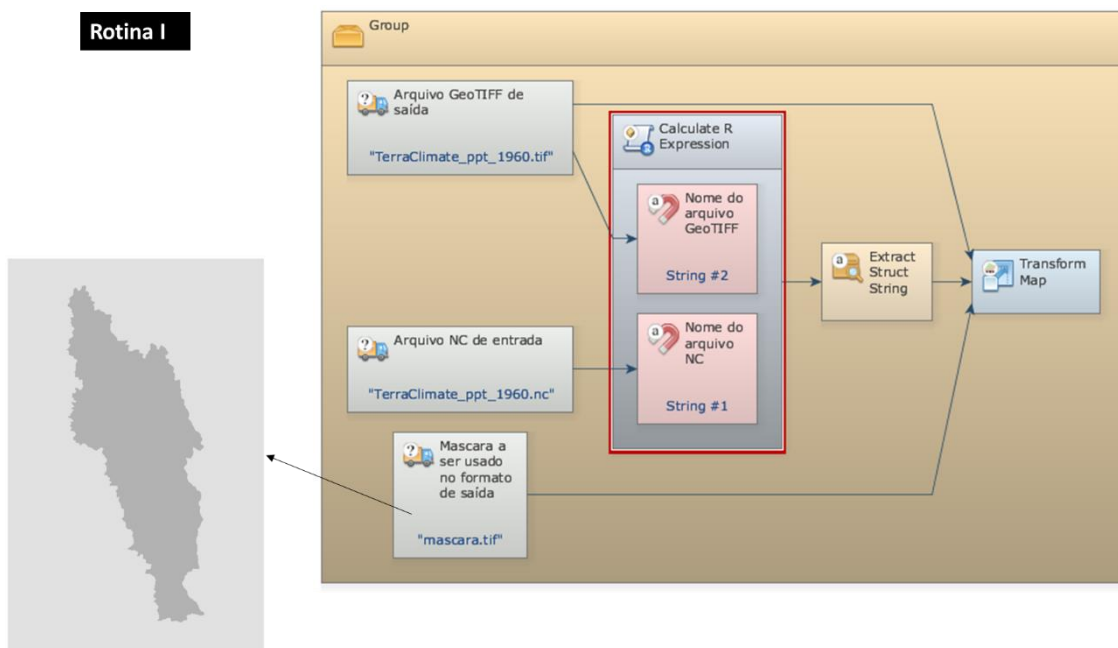 Rotina I
Group
Arquivo GeoTIFF de
saída
"TerraClimate_ppt_1960.tif"
Calculate R
Expression
Nome do
arquivo
GeoTIFF
String #2
Extract
Struct
String
Transform
Map
Arquivo NC de entrada
"TerraClimate_ppt_1960.nc"
Nome do
arquivo
NC
String #1
Mascara a
ser usado
no formato
de saída
"mascara.tif"